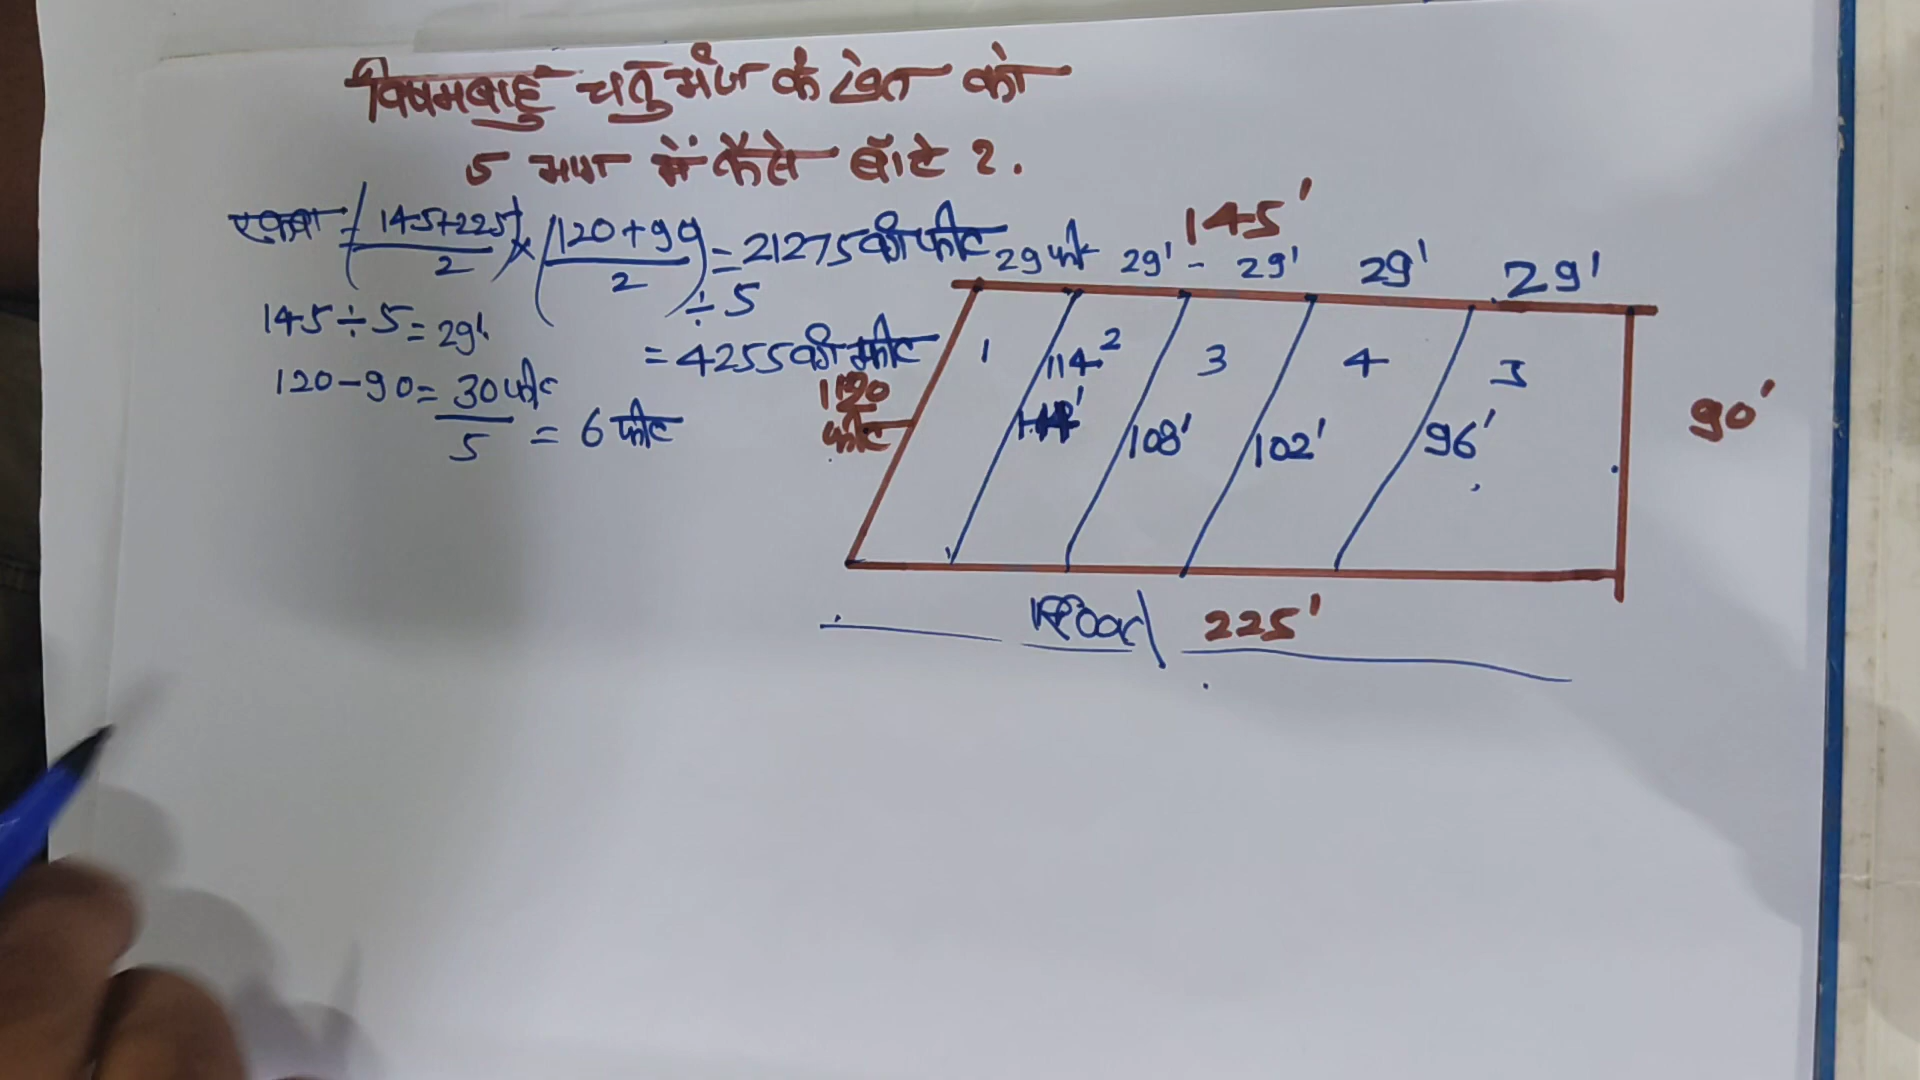 विषमबाहु चतुर्भुज के खेत को
5 भाग में कैसे बाँटे ?.
रकबा = (145+225/2) × (120+90/2) = 21275 वर्ग फीट
÷ 5
= 4255 वर्ग फीट
145 ÷ 5 = 29'
120 - 90 = 30 फीट / 5 = 6 फीट
145'
29 फीट 29' - 29' 29' 29'
1 2 3 4 5
120 फीट
114 108' 102' 96'
90'
Road 225'